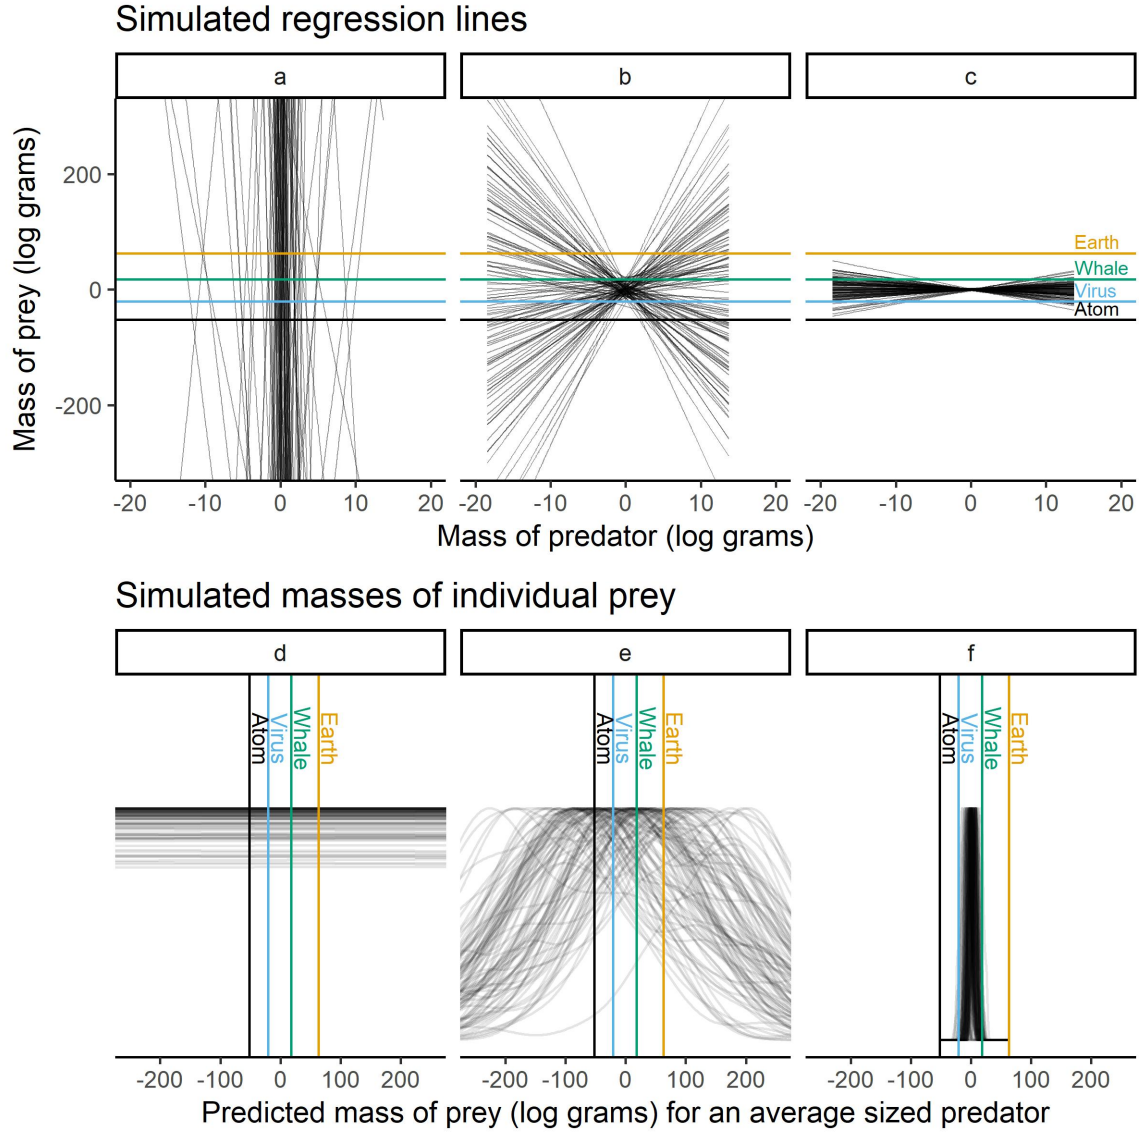 Simulated regression lines
a b c
Mass of prey (log grams)
200
0
-200
Earth
Whale
Virus
Atom
-20 -10 0 10 20 -20 -10 0 10 20 -20 -10 0 10 20
Mass of predator (log grams)
Simulated masses of individual prey
d e f
Atom Virus Whale Earth Atom Virus Whale Earth Atom Virus Whale Earth
-200 -100 0 100 200 -200 -100 0 100 200 -200 -100 0 100 200
Predicted mass of prey (log grams) for an average sized predator